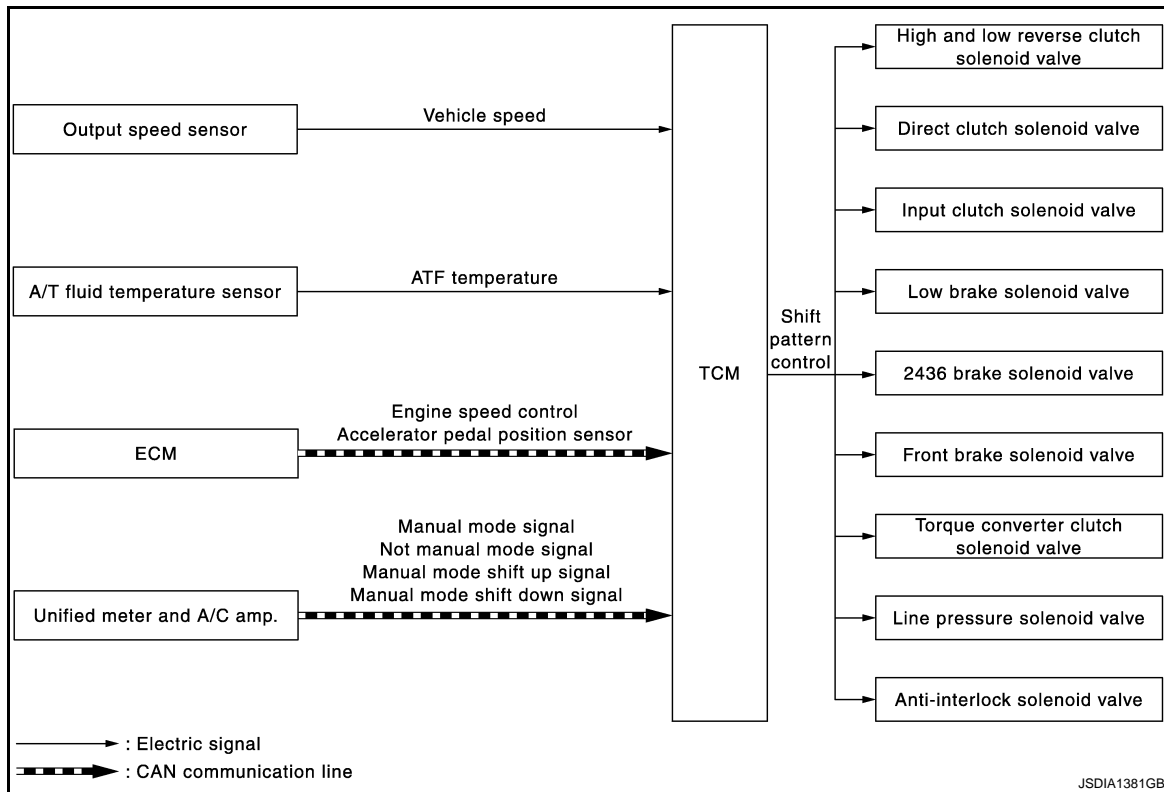 High and low reverse clutch
solenoid valve
Output speed sensor
Vehicle speed
Direct clutch solenoid valve
Input clutch solenoid valve
A/T fluid temperature sensor
ATF temperature
Low brake solenoid valve
TCM
Shift
pattern
control
2436 brake solenoid valve
ECM
Engine speed control
Accelerator pedal position sensor
Front brake solenoid valve
Unified meter and A/C amp.
Manual mode signal
Not manual mode signal
Manual mode shift up signal
Manual mode shift down signal
Torque converter clutch
solenoid valve
Line pressure solenoid valve
Anti-interlock solenoid valve
: Electric signal
: CAN communication line
JSDIA1381GB